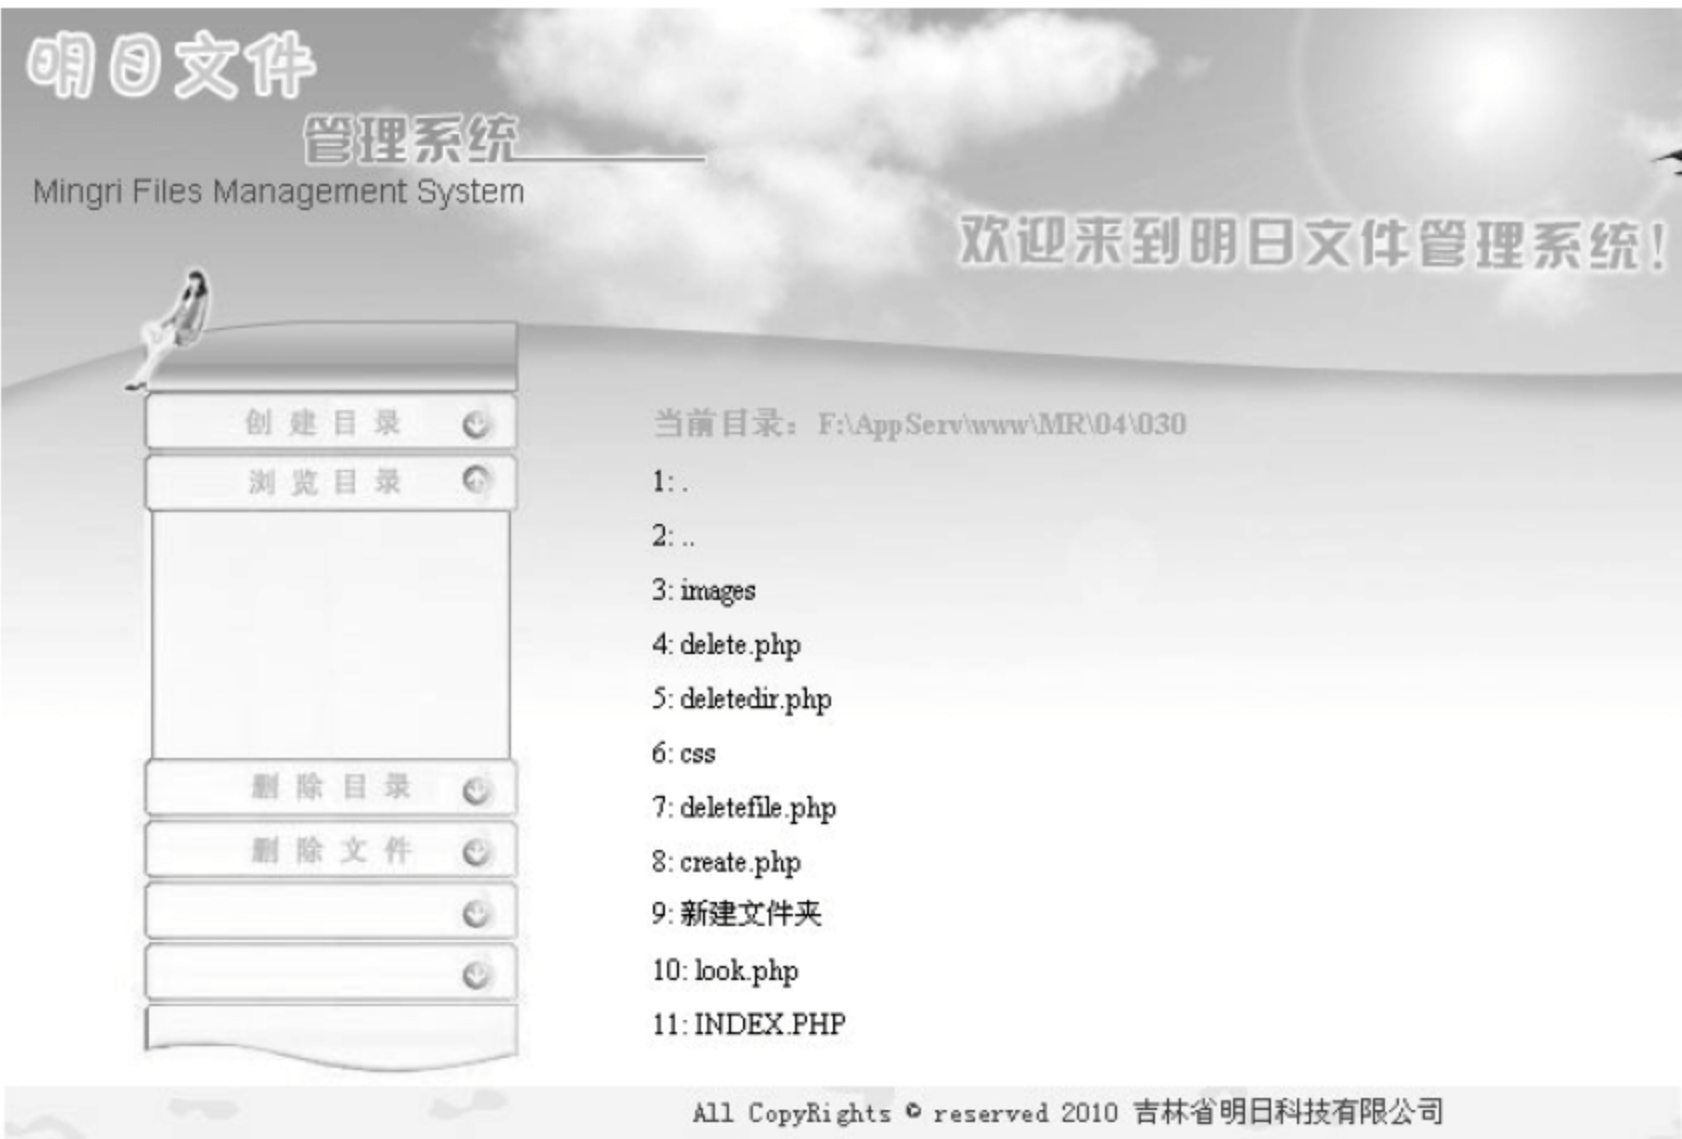 明日文件
管理系统
Mingri Files Management System
欢迎来到明日文件管理系统!
创建目录
浏览目录
删除目录
删除文件
当前目录：F:\AppServ\www\MR\04\030
1: .
2: ..
3: images
4: delete.php
5: deletedir.php
6: css
7: deletefile.php
8: create.php
9: 新建文件夹
10: look.php
11: INDEX.PHP
All CopyRights © reserved 2010 吉林省明日科技有限公司